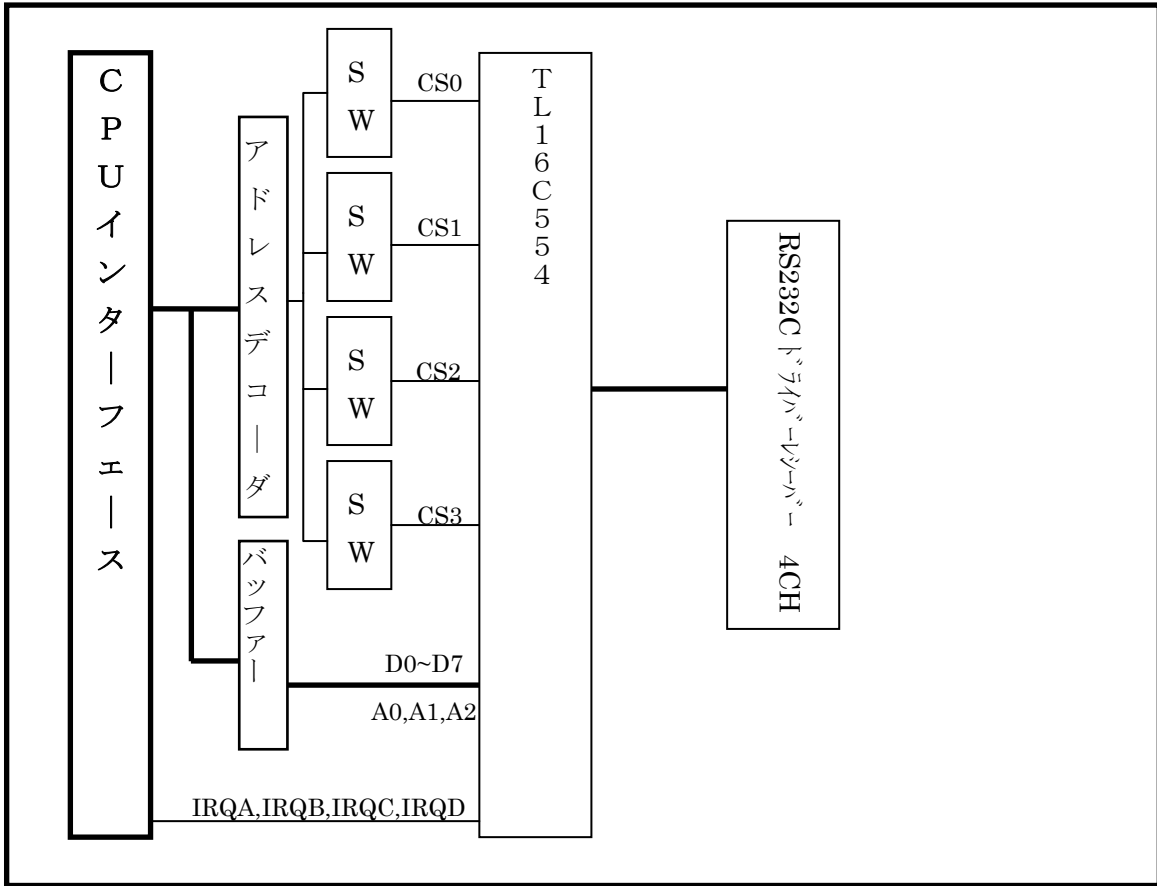 CPUインターフェース
アドレスデコーダ
バッファー
SW
SW
SW
SW
CS0
CS1
CS2
CS3
D0~D7
A0,A1,A2
IRQA,IRQB,IRQC,IRQD
TL16C554
RS232Cドライバーレシーバー 4CH